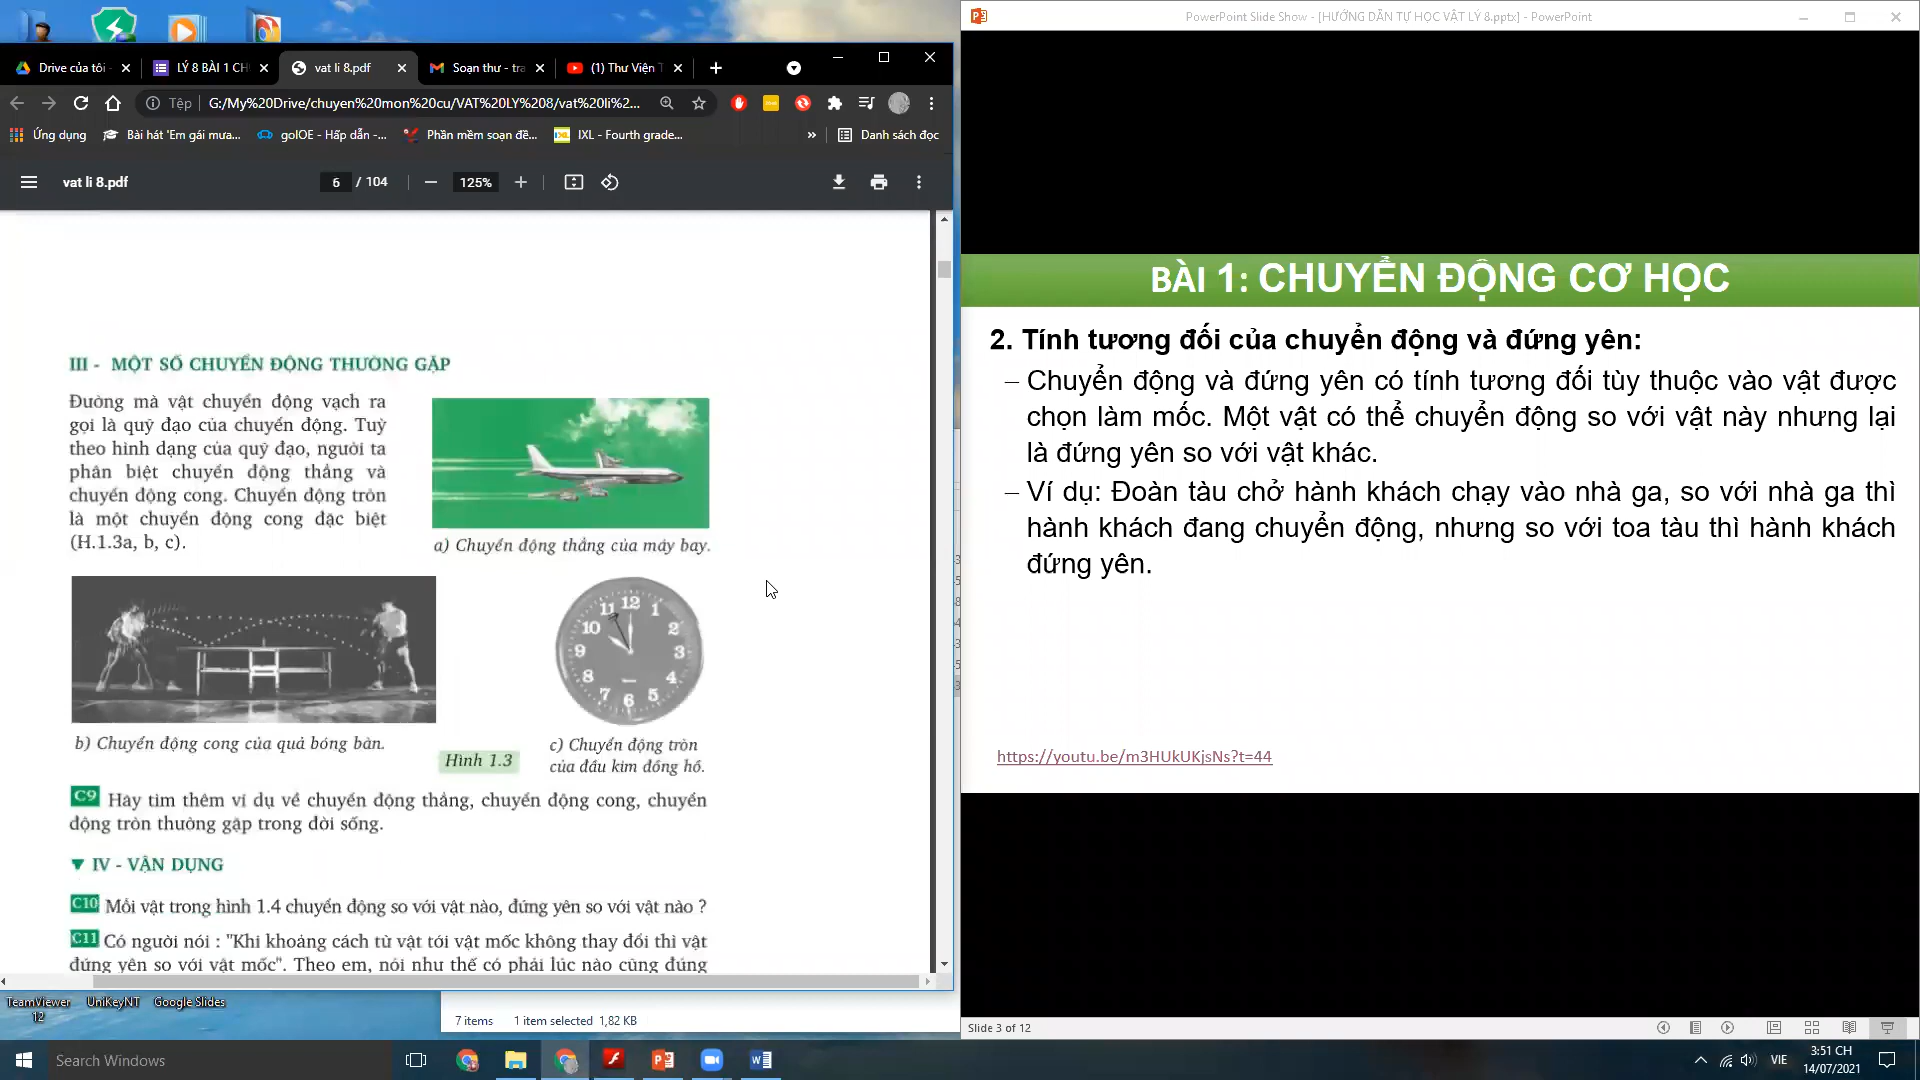 PowerPoint Slide Show - [HƯỚNG DẪN TỰ HỌC VẬT LÝ 8.pptx] - PowerPoint
Drive của tôi
LÝ 8 BÀI 1 CH
vat li 8.pdf
Soạn thư - tra
(1) Thư Viện T
Tệp
G:/My%20Drive/chuyen%20mon%20cu/VAT%20LY%208/vat%20li%2...
Ứng dụng
Bài hát 'Em gái mưa...
goIOE - Hấp dẫn -...
Phần mềm soạn đề...
IXL - Fourth grade...
»
Danh sách đọc
vat li 8.pdf
6 / 104
125%
III - MỘT SỐ CHUYỂN ĐỘNG THƯỜNG GẶP
Đường mà vật chuyển động vạch ra
gọi là quỹ đạo của chuyển động. Tuỳ
theo hình dạng của quỹ đạo, người ta
phân biệt chuyển động thẳng và
chuyển động cong. Chuyển động tròn
là một chuyển động cong đặc biệt
(H.1.3a, b, c).
a) Chuyển động thẳng của máy bay.
12
1
2
3
4
5
6
7
8
9
10
11
b) Chuyển động cong của quả bóng bàn.
Hình 1.3
c) Chuyển động tròn
của đầu kim đồng hồ.
C9 Hãy tìm thêm ví dụ về chuyển động thẳng, chuyển động cong, chuyển
động tròn thường gặp trong đời sống.
IV - VẬN DỤNG
C10 Mỗi vật trong hình 1.4 chuyển động so với vật nào, đứng yên so với vật nào ?
C11 Có người nói : "Khi khoảng cách từ vật tới vật mốc không thay đổi thì vật
đứng yên so với vật mốc". Theo em, nói như thế có phải lúc nào cũng đúng
BÀI 1: CHUYỂN ĐỘNG CƠ HỌC
2. Tính tương đối của chuyển động và đứng yên:
– Chuyển động và đứng yên có tính tương đối tùy thuộc vào vật được
chọn làm mốc. Một vật có thể chuyển động so với vật này nhưng lại
là đứng yên so với vật khác.
– Ví dụ: Đoàn tàu chở hành khách chạy vào nhà ga, so với nhà ga thì
hành khách đang chuyển động, nhưng so với toa tàu thì hành khách
đứng yên.
https://youtu.be/m3HUkUKjsNs?t=44
Slide 3 of 12
TeamViewer
12
UniKeyNT
Google Slides
7 items
1 item selected 1,82 KB
Search Windows
VIE
3:51 CH
14/07/2021